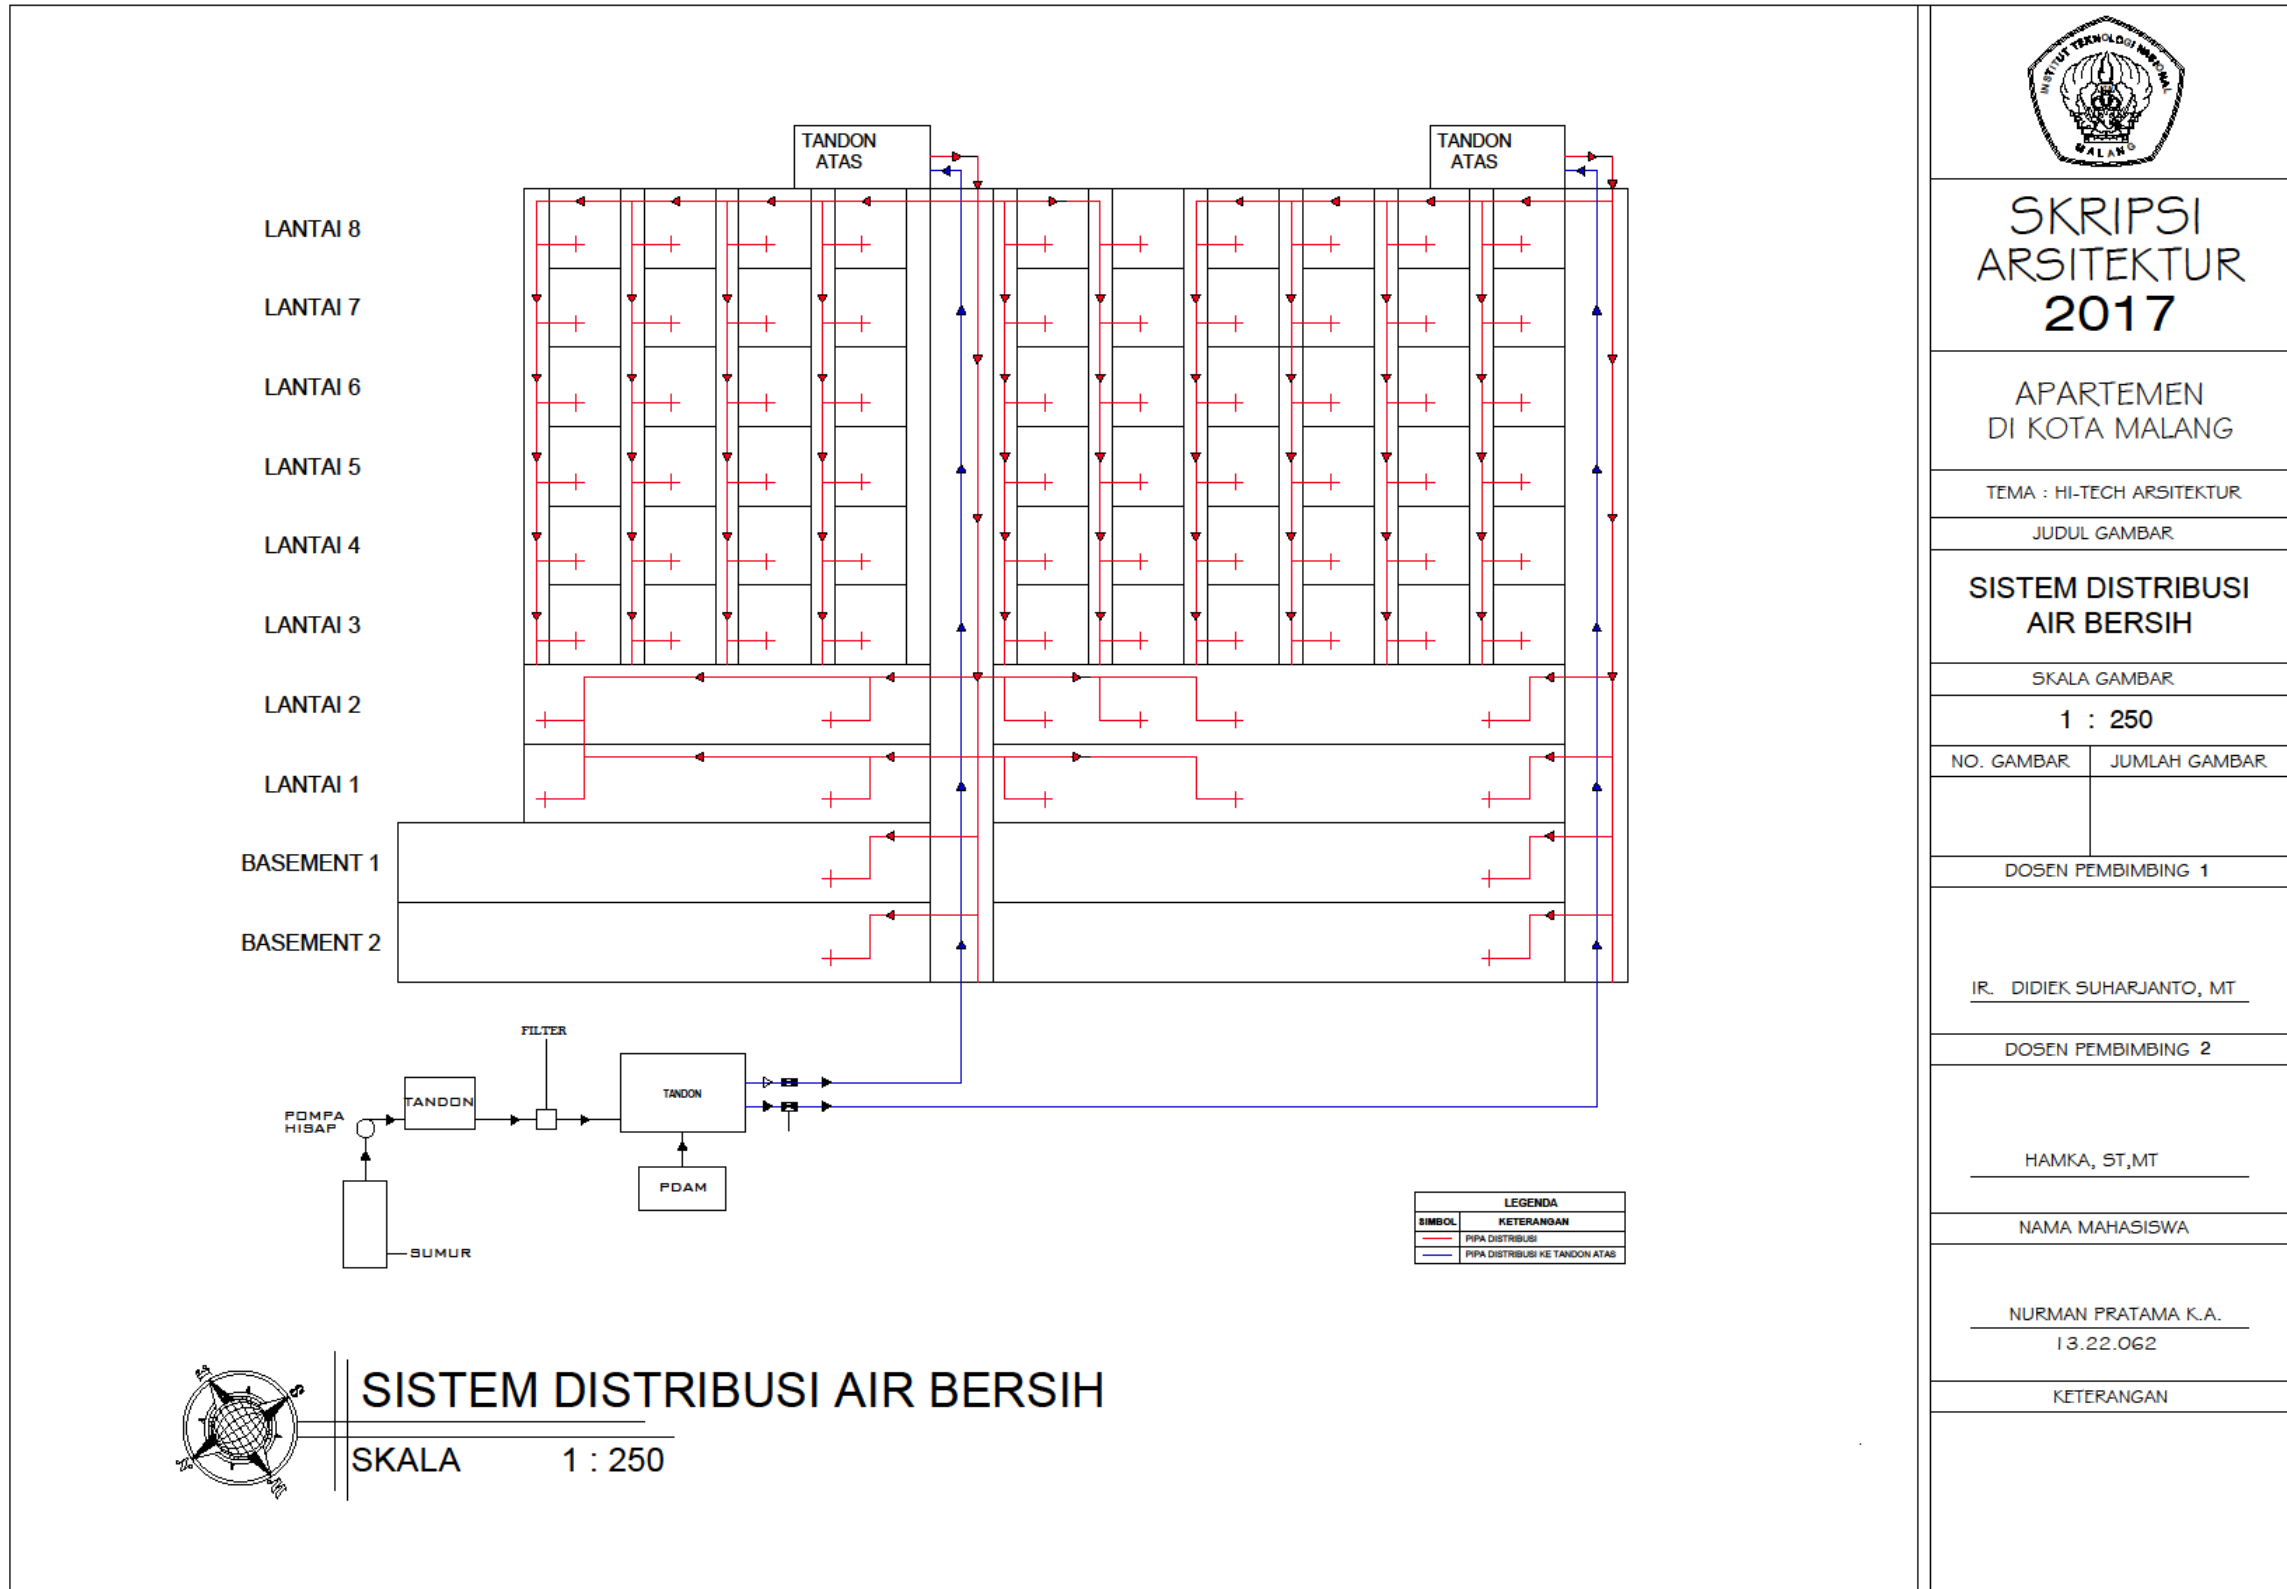 TANDON
ATAS
TANDON
ATAS
LANTAI 8
LANTAI 7
LANTAI 6
LANTAI 5
LANTAI 4
LANTAI 3
LANTAI 2
LANTAI 1
BASEMENT 1
BASEMENT 2
FILTER
POMPA
HISAP
TANDON
TANDON
PDAM
SUMUR
LEGENDA
SIMBOL KETERANGAN
PIPA DISTRIBUSI
PIPA DISTRIBUSI KE TANDON ATAS
SISTEM DISTRIBUSI AIR BERSIH
SKALA 1 : 250
INSTITUT TEKNOLOGI NASIONAL
MALANG
SKRIPSI
ARSITEKTUR
2017
APARTEMEN
DI KOTA MALANG
TEMA : HI-TECH ARSITEKTUR
JUDUL GAMBAR
SISTEM DISTRIBUSI
AIR BERSIH
SKALA GAMBAR
1 : 250
NO. GAMBAR JUMLAH GAMBAR
DOSEN PEMBIMBING 1
IR. DIDIEK SUHARJANTO, MT
DOSEN PEMBIMBING 2
HAMKA, ST,MT
NAMA MAHASISWA
NURMAN PRATAMA K.A.
13.22.062
KETERANGAN